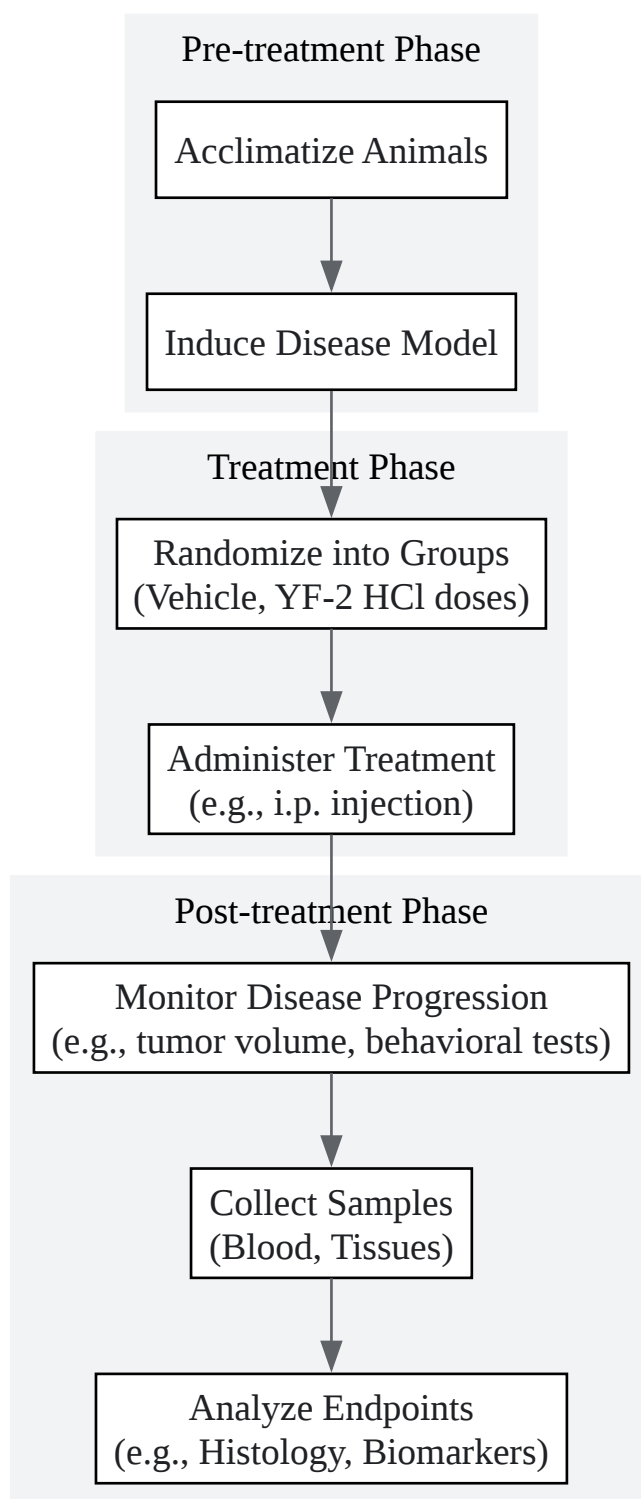 Pre-treatment Phase
Acclimatize Animals
Induce Disease Model
Treatment Phase
Randomize into Groups
(Vehicle, YF-2 HCl doses)
Administer Treatment
(e.g., i.p. injection)
Post-treatment Phase
Monitor Disease Progression
(e.g., tumor volume, behavioral tests)
Collect Samples
(Blood, Tissues)
Analyze Endpoints
(e.g., Histology, Biomarkers)